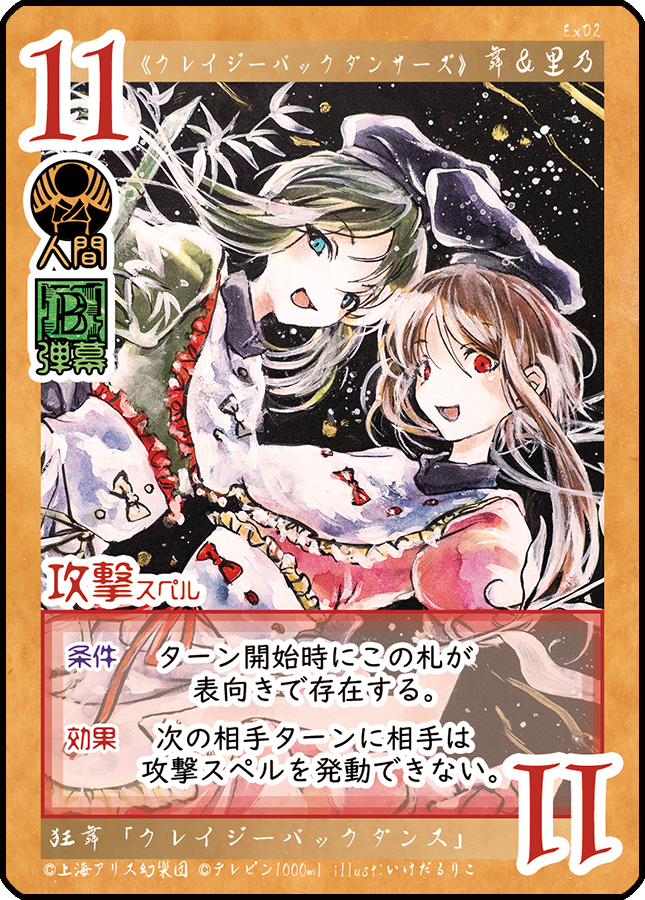 Ex02
11
《クレイジーバックダンサーズ》 舞&里乃
人間
B
弾幕
攻撃スペル
条件 ターン開始時にこの札が
表向きで存在する。
効果 次の相手ターンに相手は
攻撃スペルを発動できない。
11
狂舞「クレイジーバックダンス」
©上海アリス幻樂団 ©テレピン1000ml illust:いけだるりこ